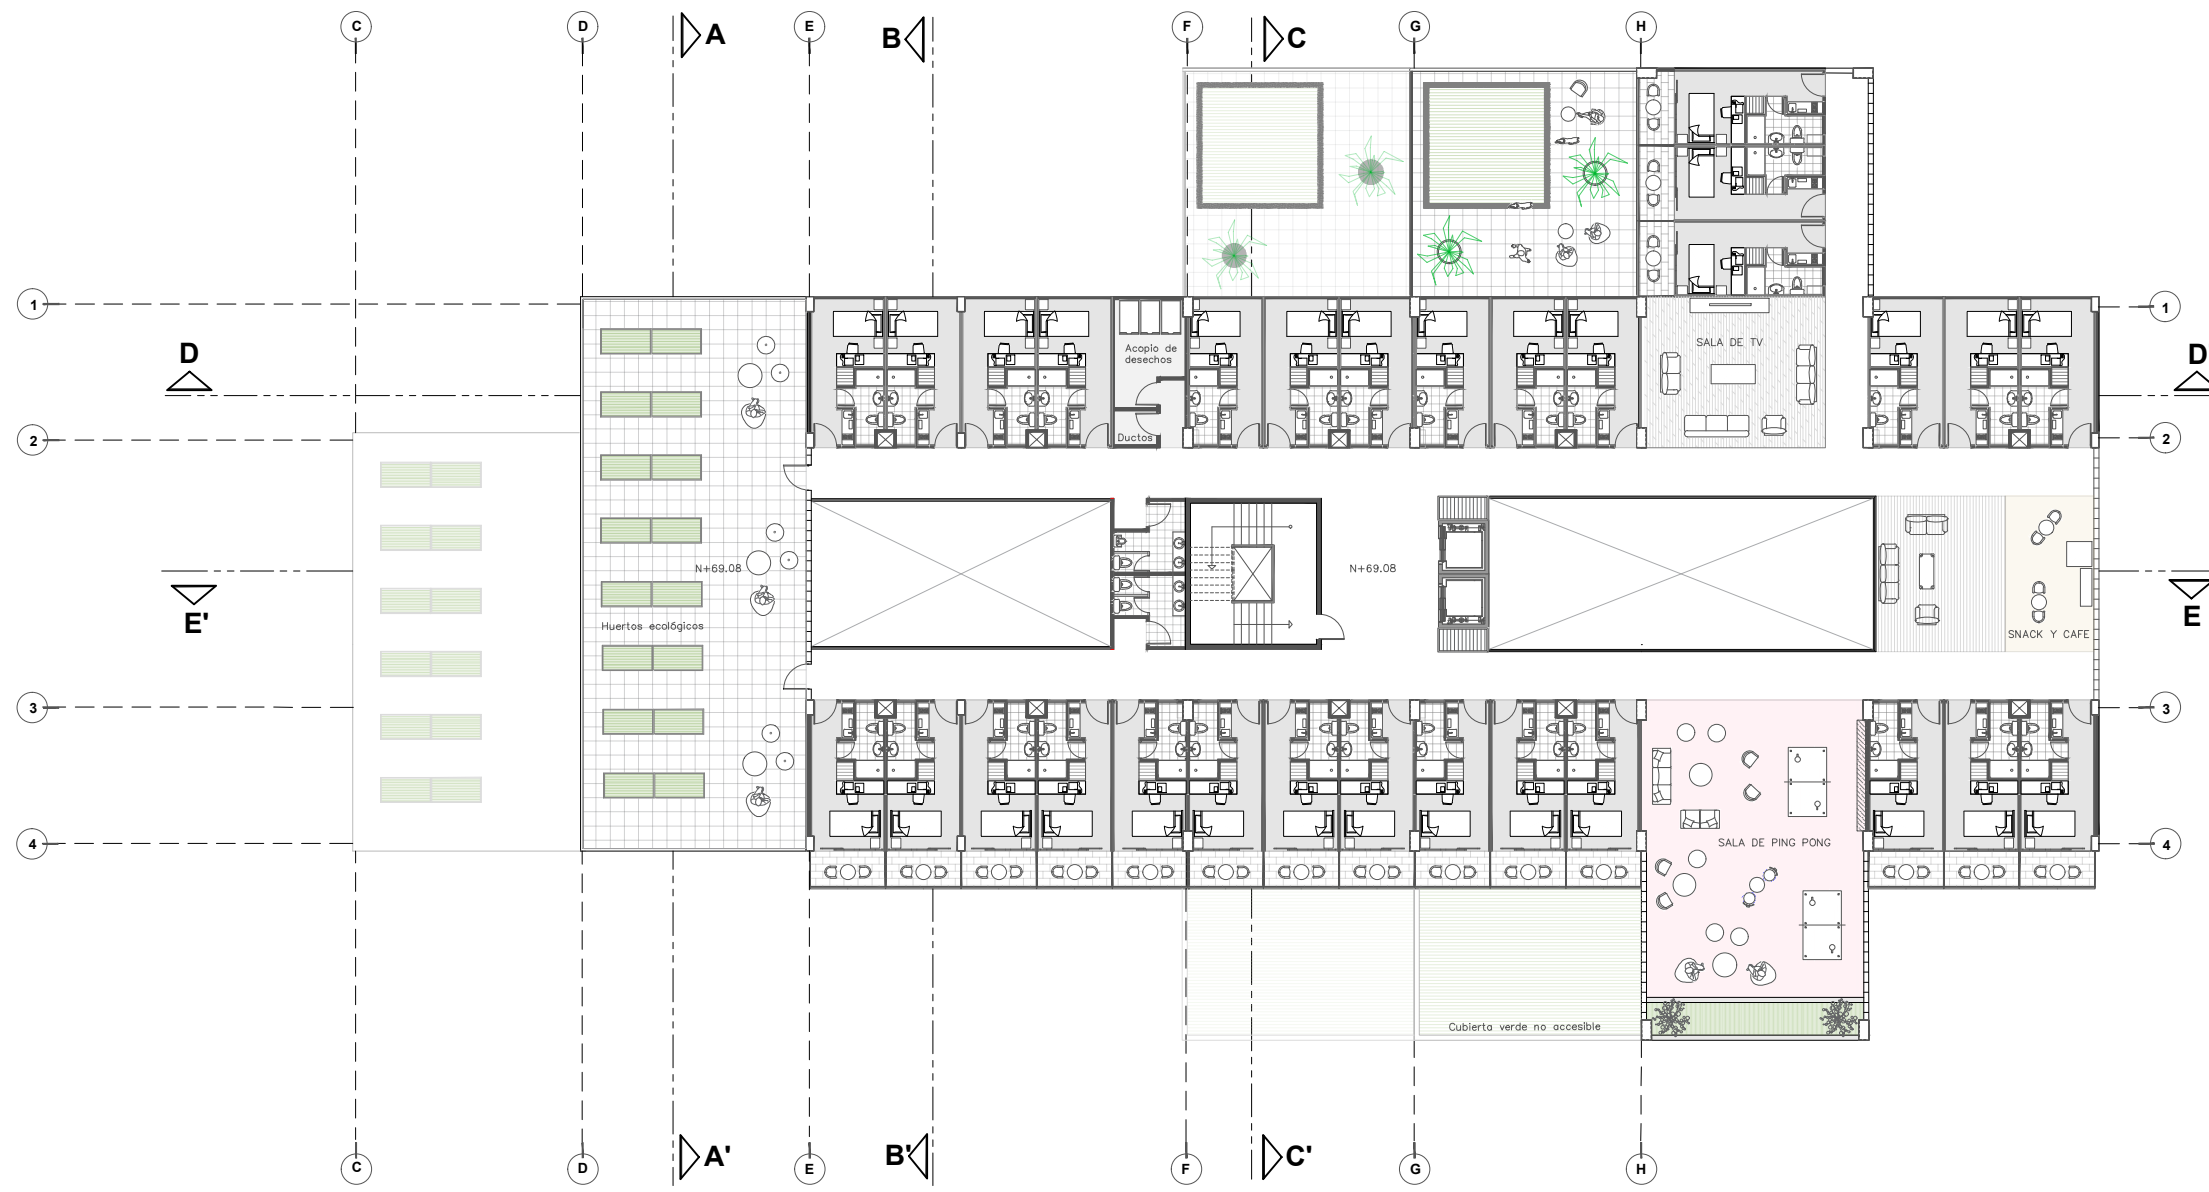 C
D
A
E
B
F
C
G
H
1
1
Acopio de
desechos
SALA DE TV
D
D
2
2
Ductos
N+69.08
N+69.08
E'
E
Huertos ecológicos
SNACK Y CAFE
3
3
4
4
SALA DE PING PONG
Cubierta verde no accesible
C
D
A'
E
B'
F
C'
G
H